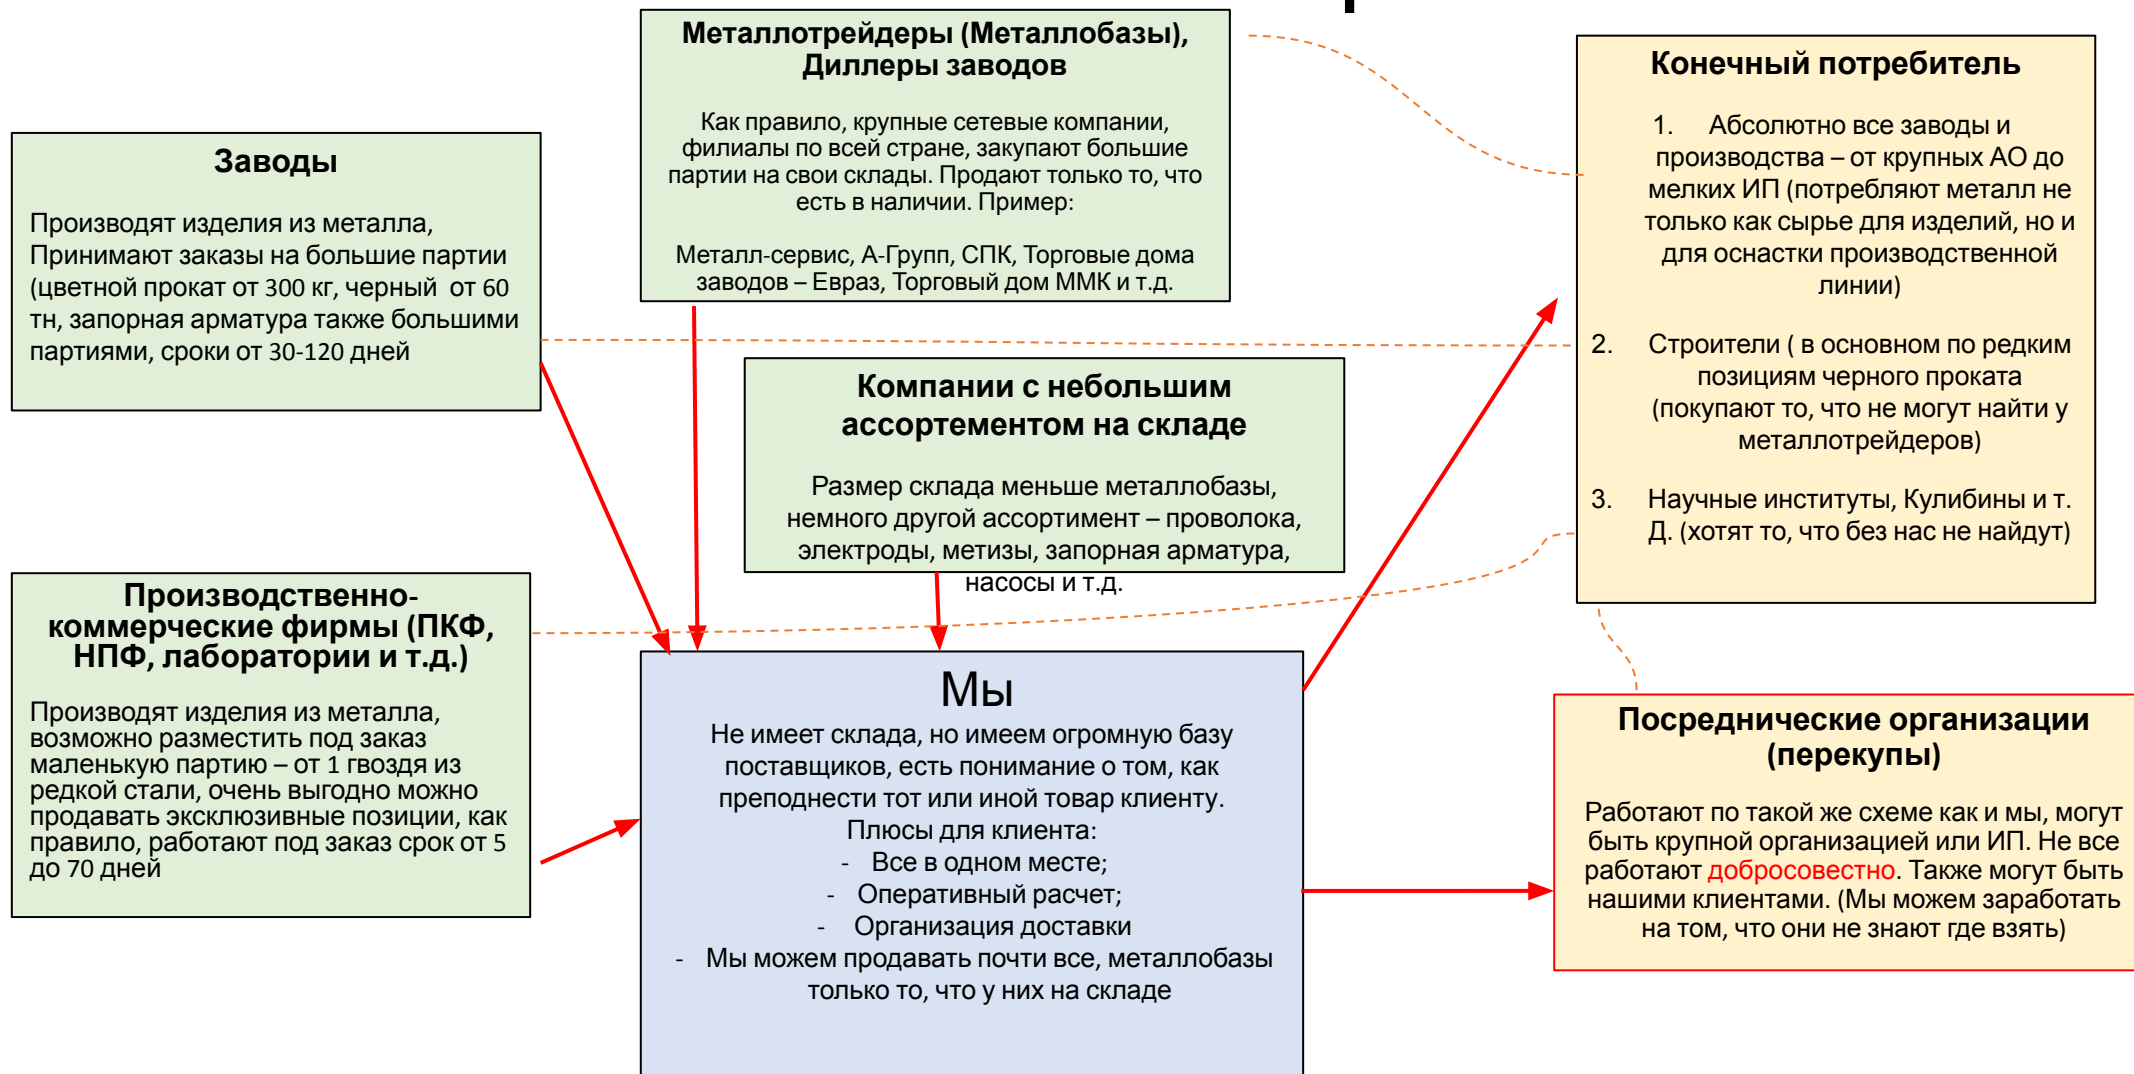 Металлотрейдеры (Металлобазы),
Диллеры заводов
Как правило, крупные сетевые компании,
филиалы по всей стране, закупают большие
партии на свои склады. Продают только то, что
есть в наличии. Пример:
Металл-сервис, А-Групп, СПК, Торговые дома
заводов – Евраз, Торговый дом ММК и т.д.
Конечный потребитель
1. Абсолютно все заводы и
производства – от крупных АО до
мелких ИП (потребляют металл не
только как сырье для изделий, но и
для оснастки производственной
линии)
2. Строители ( в основном по редким
позициям черного проката
(покупают то, что не могут найти у
металлотрейдеров)
3. Научные институты, Кулибины и т.
Д. (хотят то, что без нас не найдут)
Заводы
Производят изделия из металла,
Принимают заказы на большие партии
(цветной прокат от 300 кг, черный от 60
тн, запорная арматура также большими
партиями, сроки от 30-120 дней
Компании с небольшим
ассортементом на складе
Размер склада меньше металлобазы,
немного другой ассортимент – проволока,
электроды, метизы, запорная арматура,
насосы и т.д.
Производственно-
коммерческие фирмы (ПКФ,
НПФ, лаборатории и т.д.)
Производят изделия из металла,
возможно разместить под заказ
маленькую партию – от 1 гвоздя из
редкой стали, очень выгодно можно
продавать эксклюзивные позиции, как
правило, работают под заказ срок от 5
до 70 дней
Мы
Не имеет склада, но имеем огромную базу
поставщиков, есть понимание о том, как
преподнести тот или иной товар клиенту.
Плюсы для клиента:
- Все в одном месте;
- Оперативный расчет;
- Организация доставки
- Мы можем продавать почти все, металлобазы
только то, что у них на складе
Посреднические организации
(перекупы)
Работают по такой же схеме как и мы, могут
быть крупной организацией или ИП. Не все
работают добросовестно. Также могут быть
нашими клиентами. (Мы можем заработать
на том, что они не знают где взять)